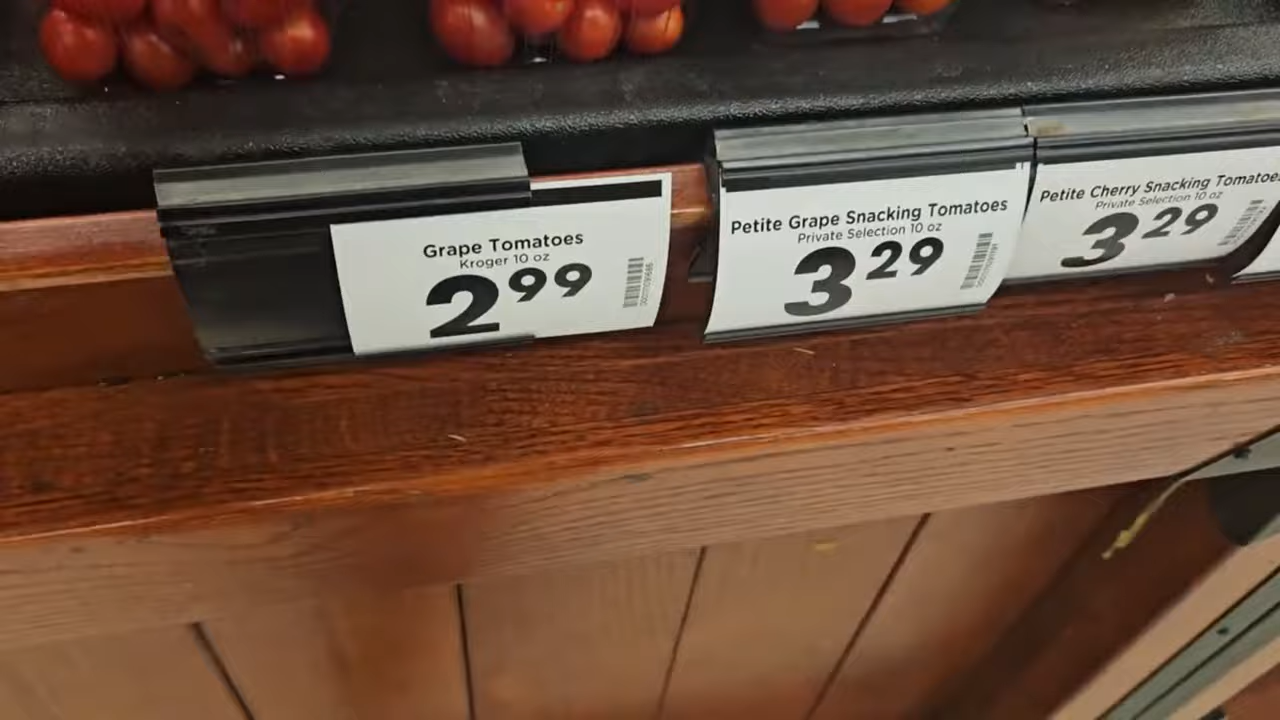 Grape Tomatoes
Kroger 10 oz
2 99
Petite Grape Snacking Tomatoes
Private Selection 10 oz
3 29
Petite Cherry Snacking Tomatoes
Private Selection 10 oz
3 29